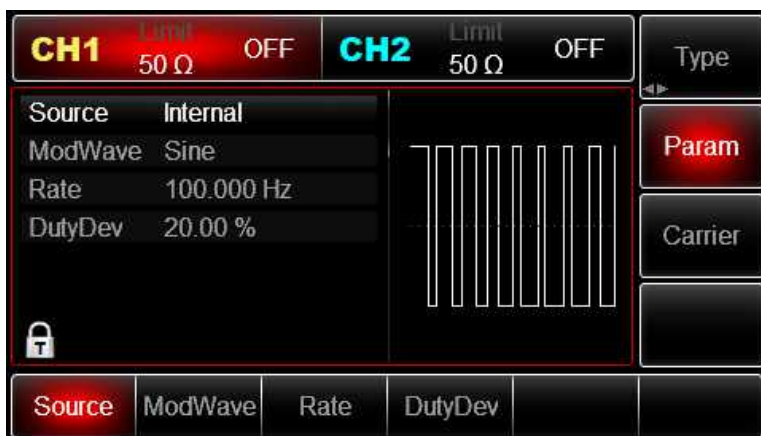 CH1 Limit 50 Ω OFF CH2 Limit 50 Ω OFF
Type
Source Internal
ModWave Sine
Rate 100.000 Hz
DutyDev 20.00 %
T
Param
Carrier
Source ModWave Rate DutyDev